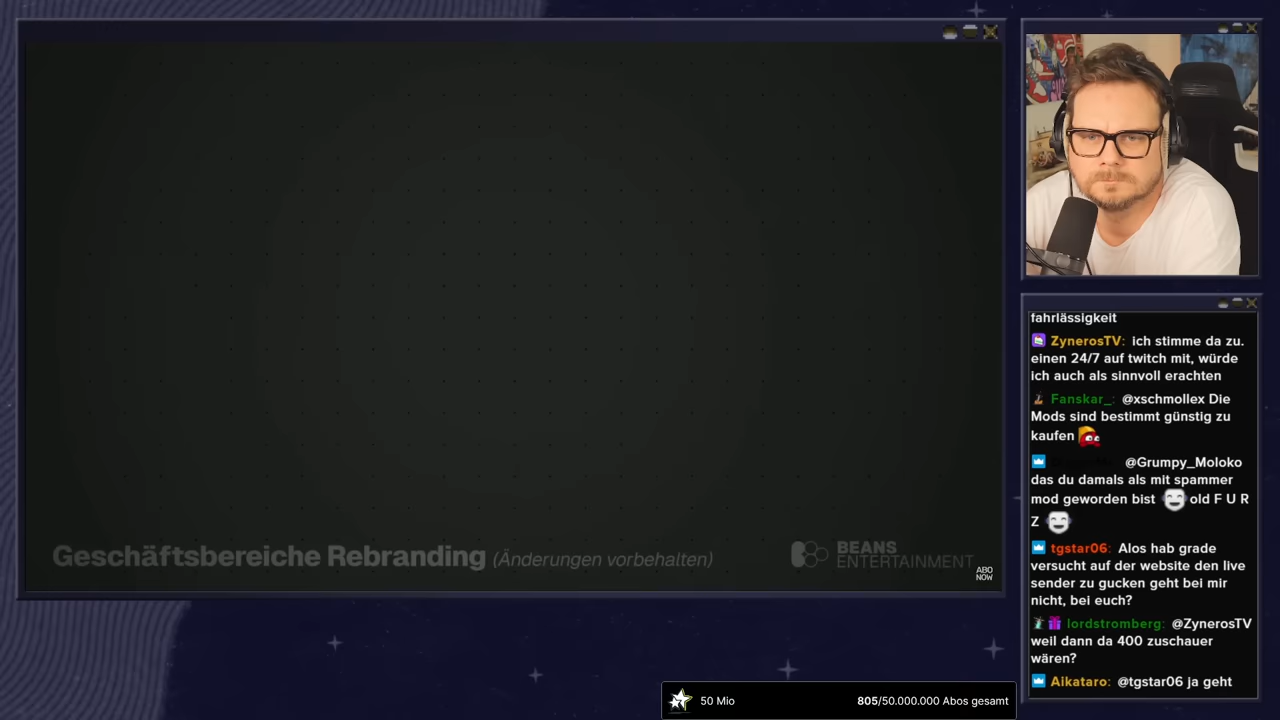 Geschäftsbereiche Rebranding (Änderungen vorbehalten)
BEANS
ENTERTAINMENT
ABO
NOW
fahrlässigkeit
ZynerosTV: ich stimme da zu.
einen 24/7 auf twitch mit, würde
ich auch als sinnvoll erachten
Fanskar_: @xschmollex Die
Mods sind bestimmt günstig zu
kaufen
@Grumpy_Moloko
das du damals als mit spammer
mod geworden bist old F U R
Z
tgstar06: Alos hab grade
versucht auf der website den live
sender zu gucken geht bei mir
nicht, bei euch?
lordstromberg: @ZynerosTV
weil dann da 400 zuschauer
wären?
Aikataro: @tgstar06 ja geht
50 Mio 805/50.000.000 Abos gesamt